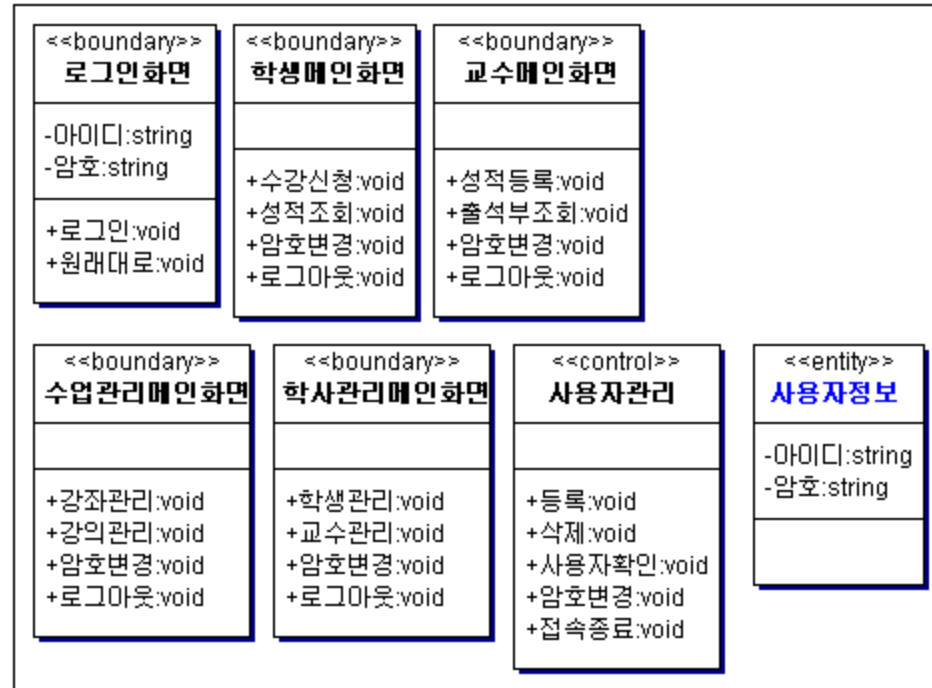 <<boundary>>
로그인화면
-아이디:string
-암호:string
+로그인:void
+원래대로:void
<<boundary>>
학생메인화면
+수강신청:void
+성적조회:void
+암호변경:void
+로그아웃:void
<<boundary>>
교수메인화면
+성적등록:void
+출석부조회:void
+암호변경:void
+로그아웃:void
<<boundary>>
수업관리메인화면
+강좌관리:void
+강의관리:void
+암호변경:void
+로그아웃:void
<<boundary>>
학사관리메인화면
+학생관리:void
+교수관리:void
+암호변경:void
+로그아웃:void
<<control>>
사용자관리
+등록:void
+삭제:void
+사용자확인:void
+암호변경:void
+접속종료:void
<<entity>>
사용자정보
-아이디:string
-암호:string